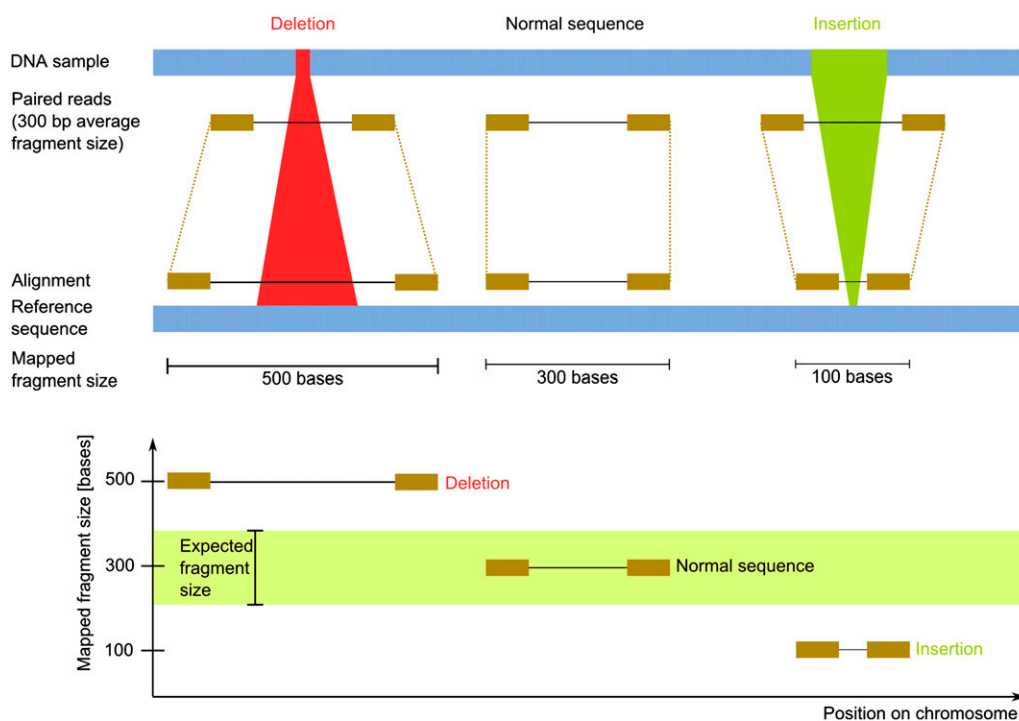 Deletion
Normal sequence
Insertion
DNA sample
Paired reads
(300 bp average
fragment size)
Alignment
Reference
sequence
Mapped
fragment size
500 bases
300 bases
100 bases
Mapped fragment size [bases]
500
Deletion
Expected
fragment
size
300
Normal sequence
100
Insertion
Position on chromosome